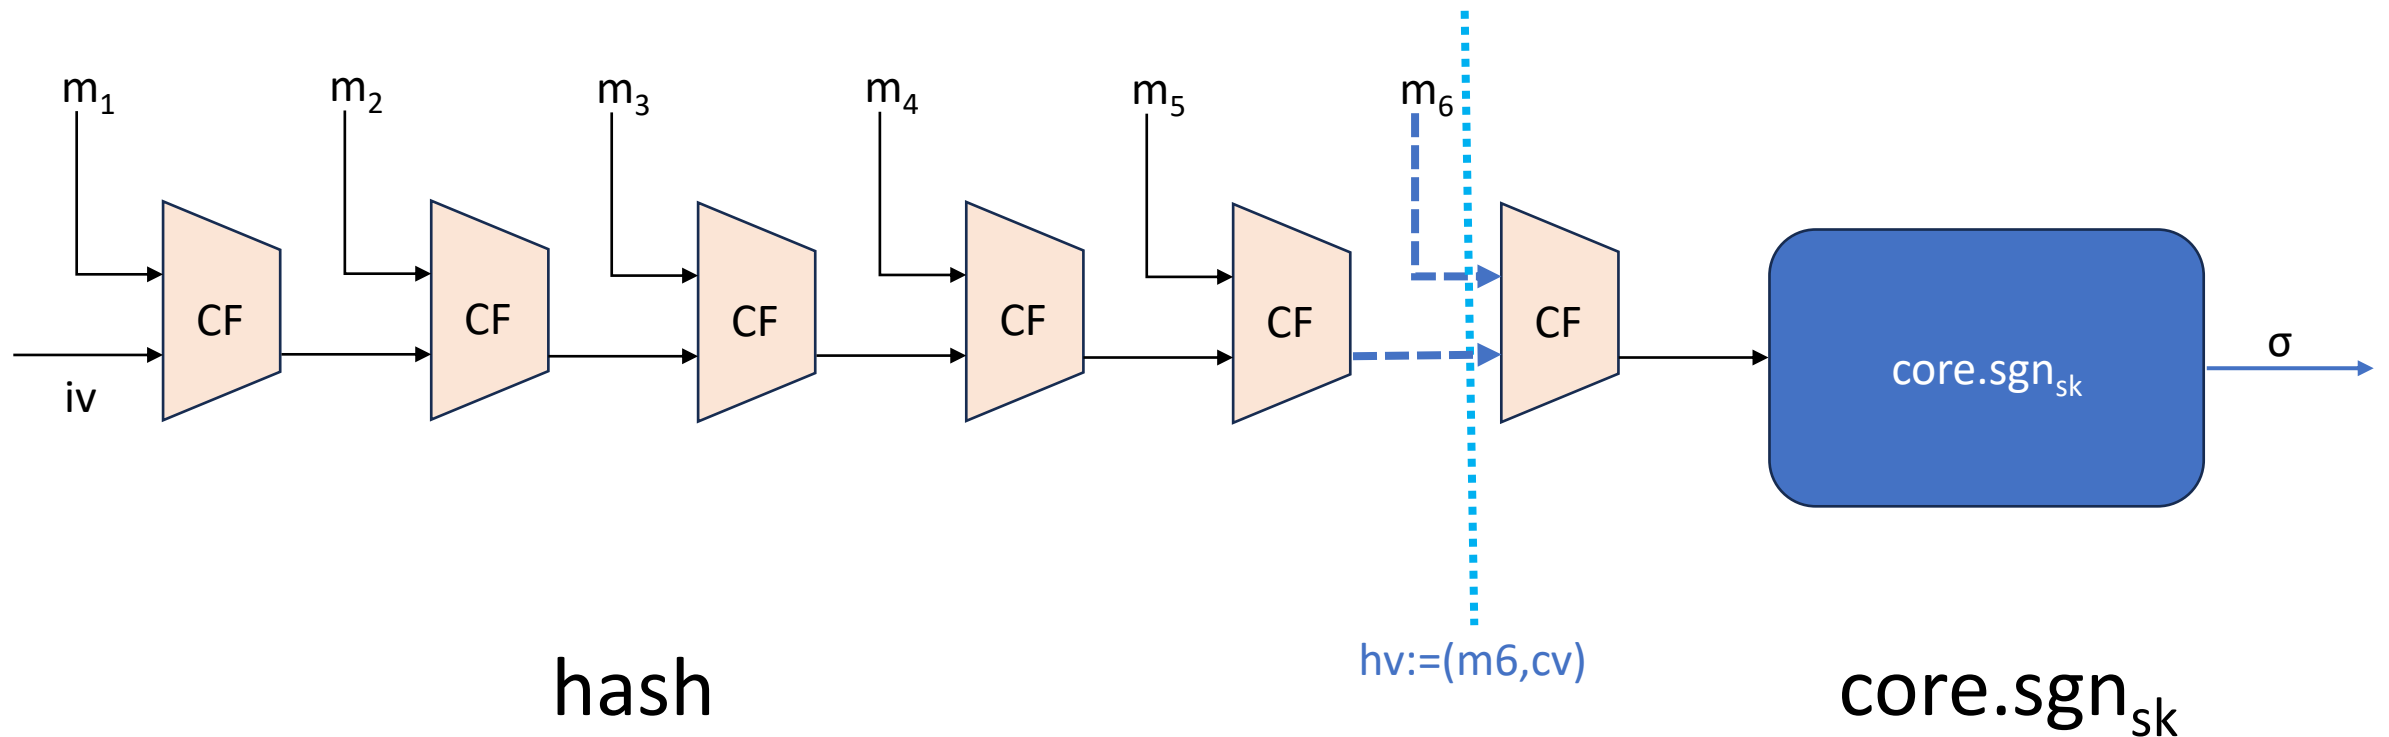 m₁ m₂ m₃ m₄ m₅ m₆
CF CF CF CF CF CF
iv
core.sgnₛₖ
σ
hv:=(m6,cv)
hash
core.sgnₛₖ